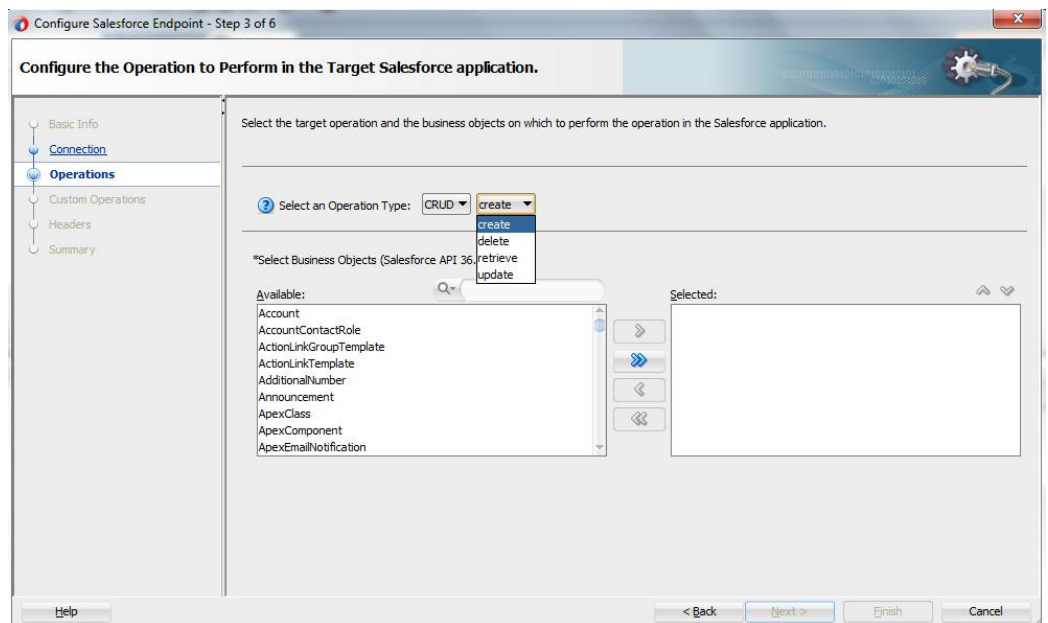 Configure Salesforce Endpoint - Step 3 of 6
Configure the Operation to Perform in the Target Salesforce application.
Basic Info
Connection
Operations
Custom Operations
Headers
Summary
Select the target operation and the business objects on which to perform the operation in the Salesforce application.
Select an Operation Type: CRUD create
create
delete
retrieve
update
*Select Business Objects (Salesforce API 36.
Available:
Account
AccountContactRole
ActionLinkGroupTemplate
ActionLinkTemplate
AdditionalNumber
Announcement
ApexClass
ApexComponent
ApexEmailNotification
Selected:
Help
< Back
Next >
Finish
Cancel